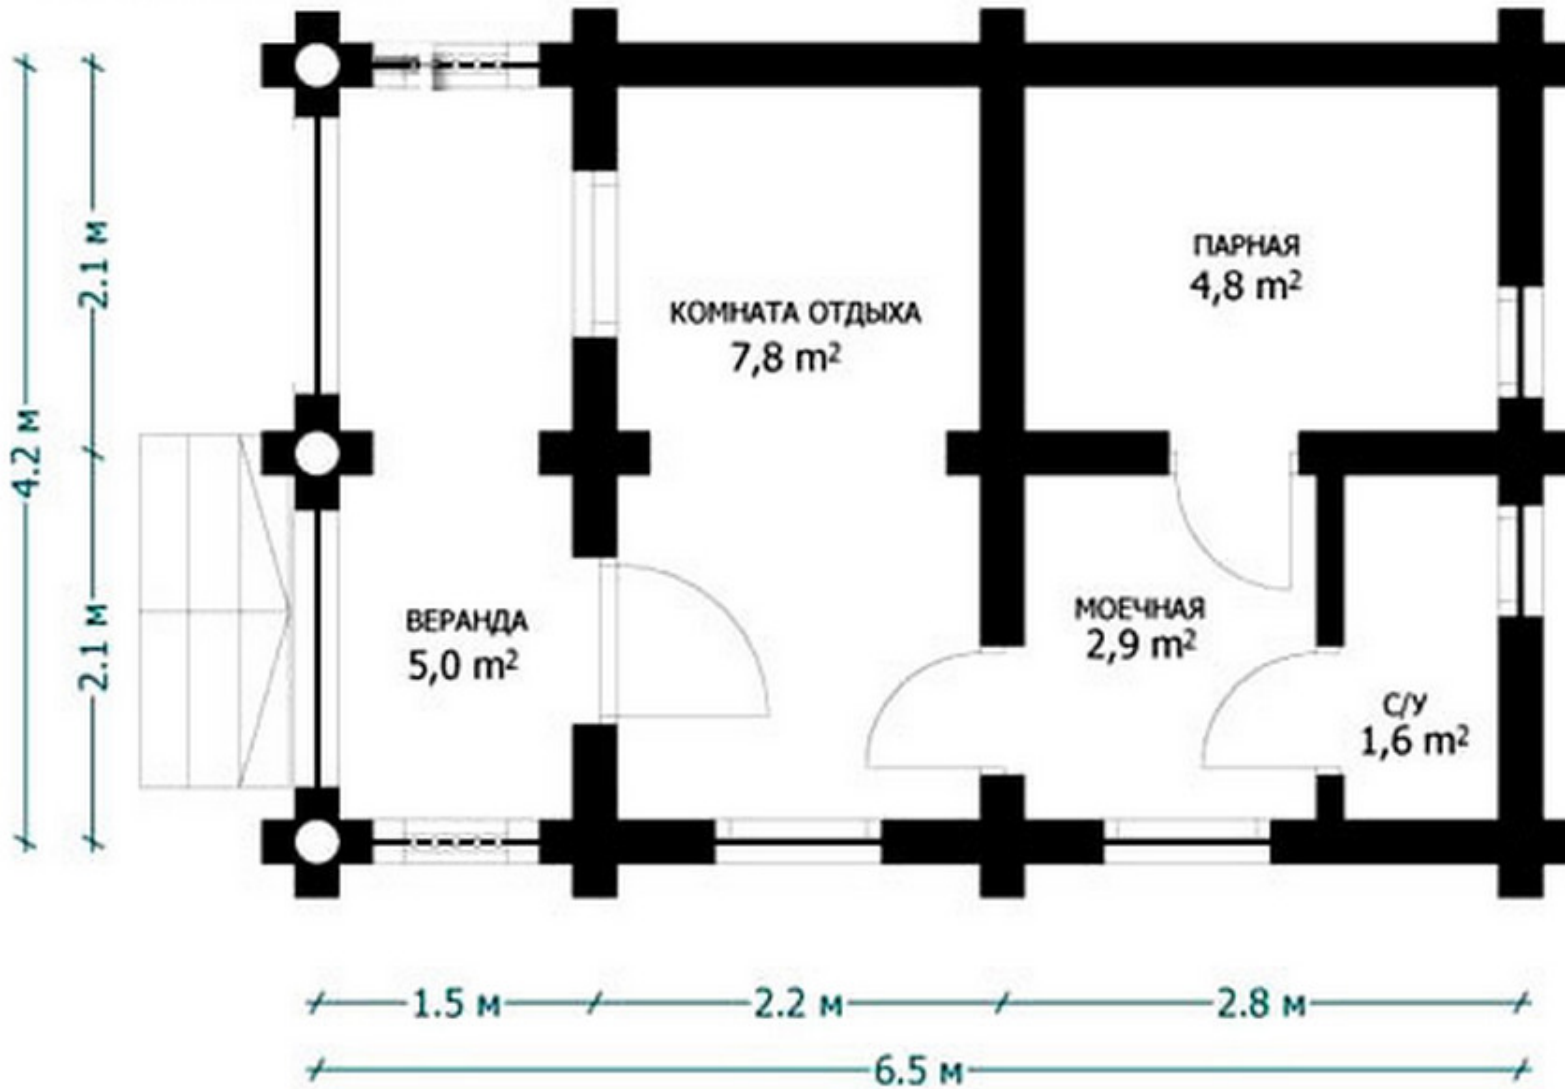 ПАРНАЯ
4,8 m²
КОМНАТА ОТДЫХА
7,8 m²
ВЕРАНДА
5,0 m²
МОЕЧНАЯ
2,9 m²
С/У
1,6 m²
4.2 м
2.1 м
2.1 м
1.5 м
2.2 м
2.8 м
6.5 м